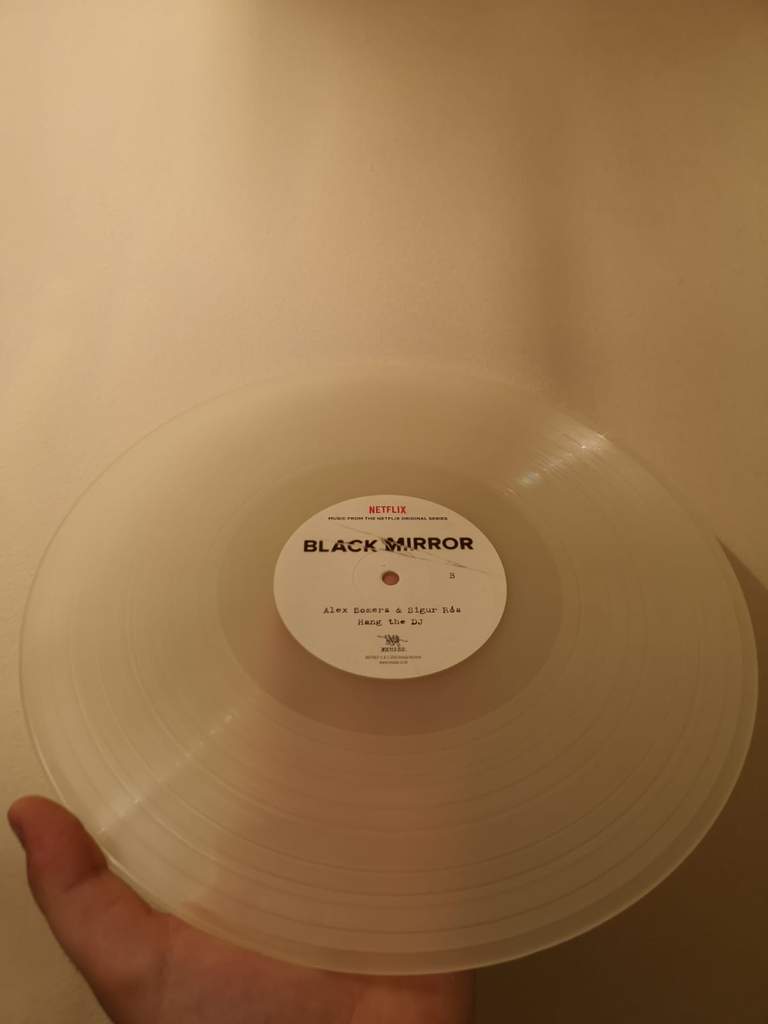 NETFLIX
MUSIC FROM THE NETFLIX ORIGINAL SERIES
BLACK MIRROR
B
Alex Somers & Sigur Rós
Hang the DJ